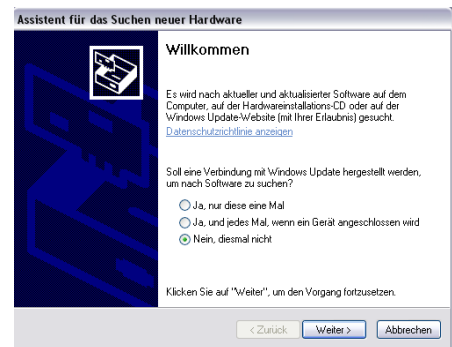 Assistent für das Suchen neuer Hardware
Willkommen
Es wird nach aktueller und aktualisierter Software auf dem
Computer, auf der Hardwareinstallations-CD oder auf der
Windows Update-Website (mit Ihrer Erlaubnis) gesucht.
Datenschutzrichtlinie anzeigen
Soll eine Verbindung mit Windows Update hergestellt werden,
um nach Software zu suchen?
Ja, nur diese eine Mal
Ja, und jedes Mal, wenn ein Gerät angeschlossen wird
Nein, diesmal nicht
Klicken Sie auf "Weiter", um den Vorgang fortzusetzen.
< Zurück Weiter > Abbrechen